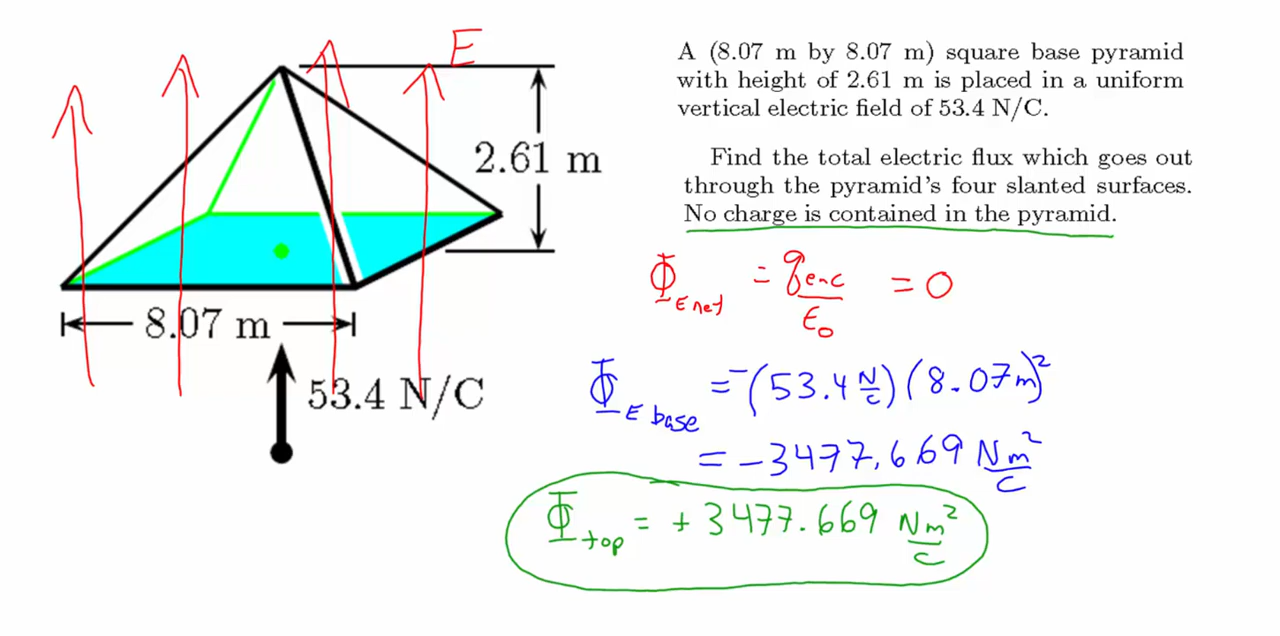 E
2.61 m
8.07 m
53.4 N/C
A (8.07 m by 8.07 m) square base pyramid
with height of 2.61 m is placed in a uniform
vertical electric field of 53.4 N/C.
Find the total electric flux which goes out
through the pyramid's four slanted surfaces.
No charge is contained in the pyramid.
Φ_E net = q_enc/ε₀ = 0
Φ_E base = -(53.4 N/C)(8.07 m)²
= -3477.669 Nm²/C
Φ_top = +3477.669 Nm²/C